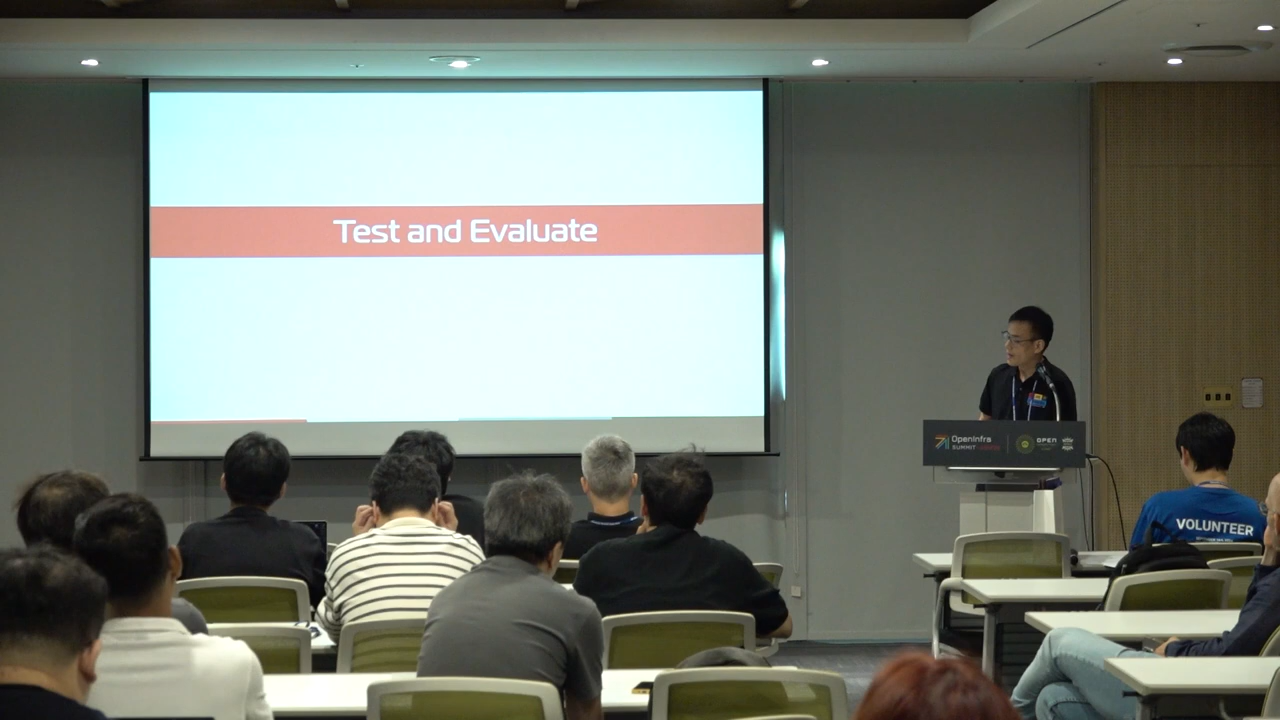 Test and Evaluate
OpenInfra
SUMMIT
OPEN
VOLUNTEER